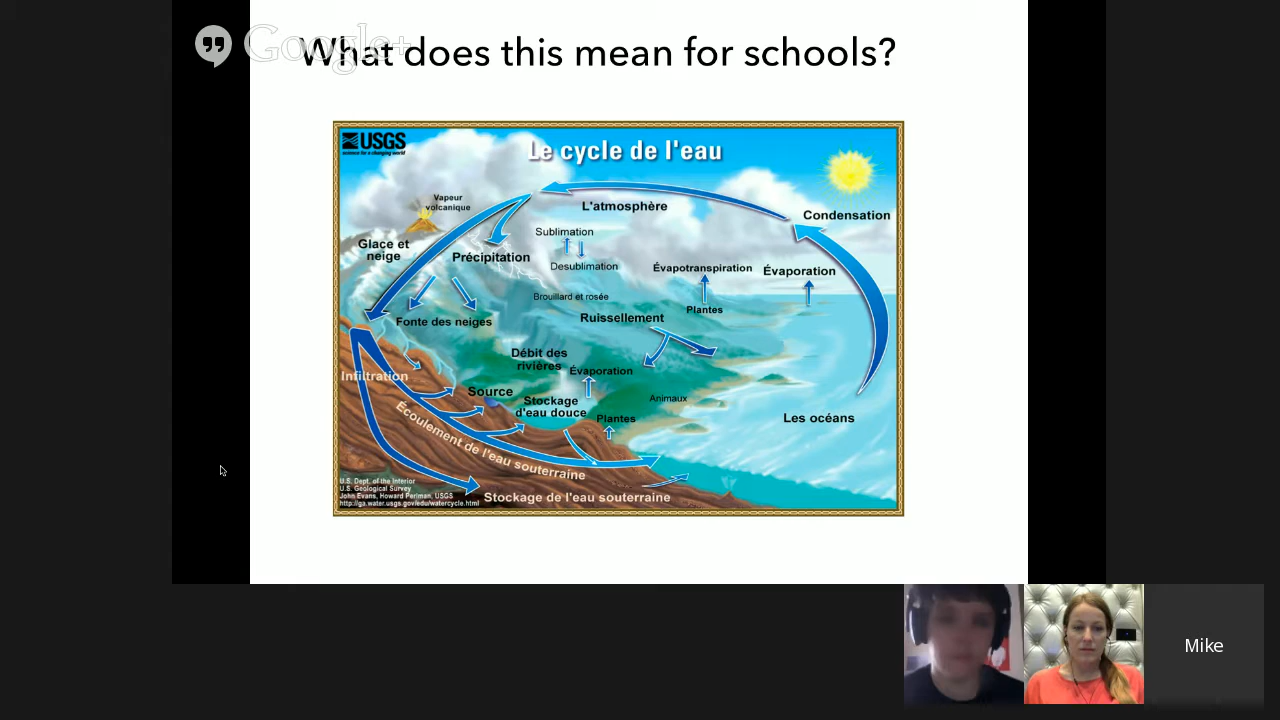 Google+
What does this mean for schools?
USGS
science for a changing world
Le cycle de l'eau
Vapeur
volcanique
L'atmosphère
Condensation
Glace et
neige
Précipitation
Sublimation
Desublimation
Évapotranspiration
Évaporation
Brouillard et rosée
Plantes
Ruissellement
Fonte des neiges
Débit des
rivières
Évaporation
Infiltration
Source
Stockage
d'eau douce
Animaux
Plantes
Les océans
Écoulement de l'eau souterraine
Stockage de l'eau souterraine
U.S. Dept. of the Interior
U.S. Geological Survey
John Evans, Howard Perlman, USGS
http://ga.water.usgs.gov/edu/watercycle.html
Mike